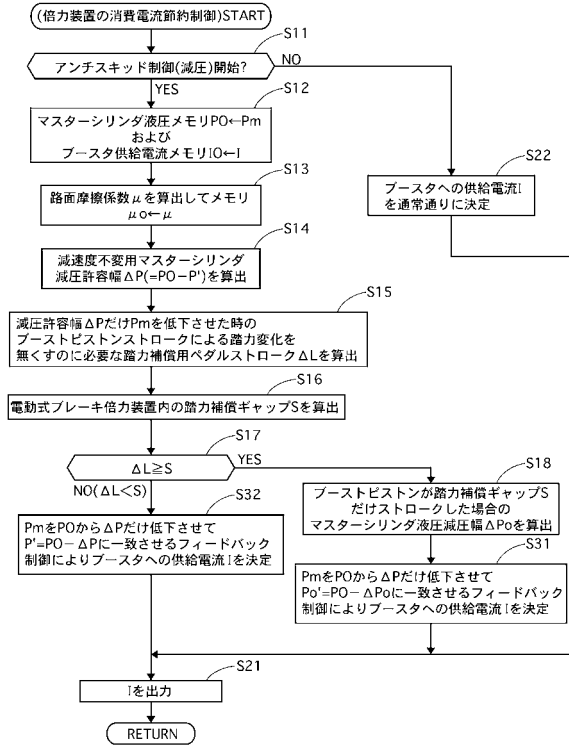 (倍力装置の消費電流節約制御)START
S11
アンチスキッド制御(減圧)開始?
NO
YES
S12
マスターシリンダ液圧メモリPO←Pm
および
ブースタ供給電流メモリIO←I
S22
ブースタへの供給電流I
を通常通りに決定
S13
路面摩擦係数μを算出してメモリ
μo←μ
S14
減速度不変用マスターシリンダ
減圧許容幅ΔP(=PO−P')を算出
S15
減圧許容幅ΔPだけPmを低下させた時の
ブーストピストンストロークによる踏力変化を
無くすのに必要な踏力補償用ペダルストロークΔLを算出
S16
電動式ブレーキ倍力装置内の踏力補償ギャップSを算出
S17
ΔL≧S
YES
NO(ΔL<S)
S18
ブーストピストンが踏力補償ギャップS
だけストロークした場合の
マスターシリンダ液圧減圧幅ΔPoを算出
S32
PmをPOからΔPだけ低下させて
P'=PO−ΔPに一致させるフィードバック
制御によりブースタへの供給電流Iを決定
S31
PmをPOからΔPだけ低下させて
Po'=PO−ΔPoに一致させるフィードバック
制御によりブースタへの供給電流Iを決定
S21
Iを出力
RETURN